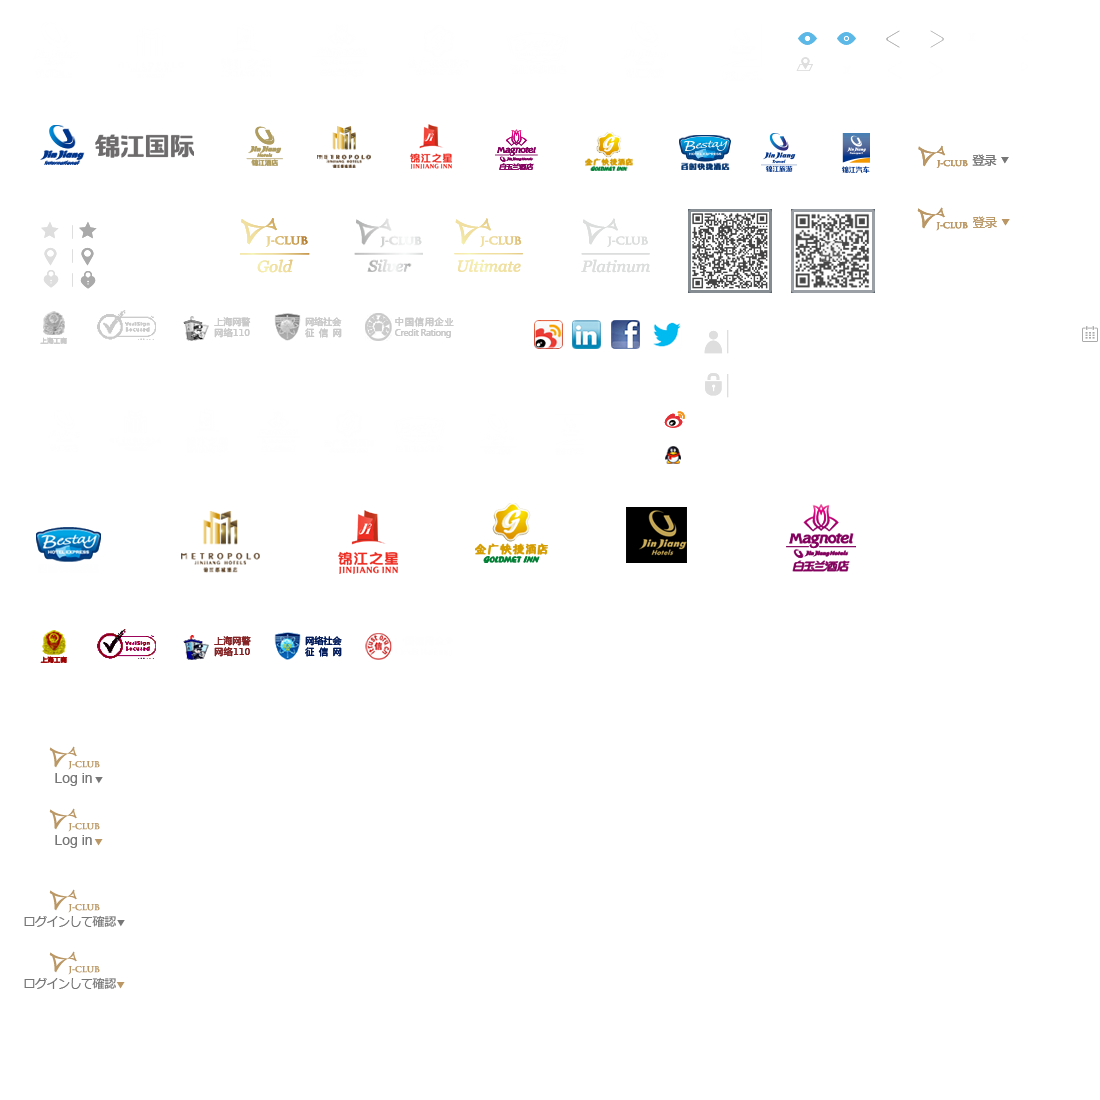 Jin Jiang
International
锦江国际
Jin Jiang
Hotels
锦江酒店
METROPOLO
锦江之星
JINJIANG INN
Magnotel
Jin Jiang Hotels
白玉兰酒店
金广快捷酒店
GOLDMET INN
Bestay
HOTEL EXPRESS
百时快捷酒店
Jin Jiang
Travel
锦江旅游
Jin Jiang
锦江汽车
J-CLUB 登录
J-CLUB
Gold
J-CLUB
Silver
J-CLUB
Ultimate
J-CLUB
Platinum
J-CLUB 登录
上海工商
VeriSign
Secured
上海网警
网络110
网络社会
征信网
中国信用企业
Credit Rationg
in
f
Bestay
HOTEL EXPRESS
METROPOLO
JINJIANG HOTELS
锦江之星
JINJIANG INN
金广快捷酒店
GOLDMET INN
Jin Jiang
Hotels
Magnotel
Jin Jiang Hotels
白玉兰酒店
上海工商
VeriSign
Secured
上海网警
网络110
网络社会
征信网
信
J-CLUB
Log in
J-CLUB
Log in
J-CLUB
ログインして確認
J-CLUB
ログインして確認